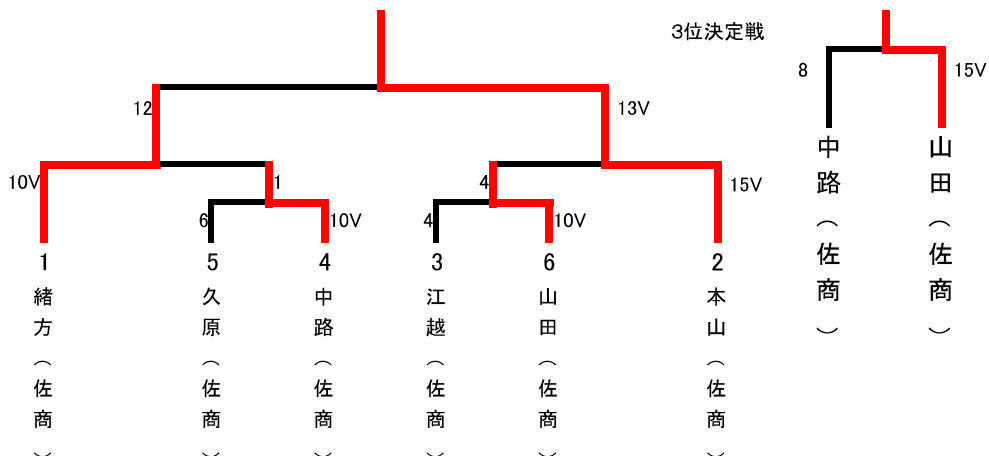 3位決定戦
8
15V
12
13V
10V
1
4
15V
6
10V
4
10V
1
5
4
3
6
2
緒方（佐商）
久原（佐商）
中路（佐商）
江越（佐商）
山田（佐商）
本山（佐商）
中路（佐商）
山田（佐商）